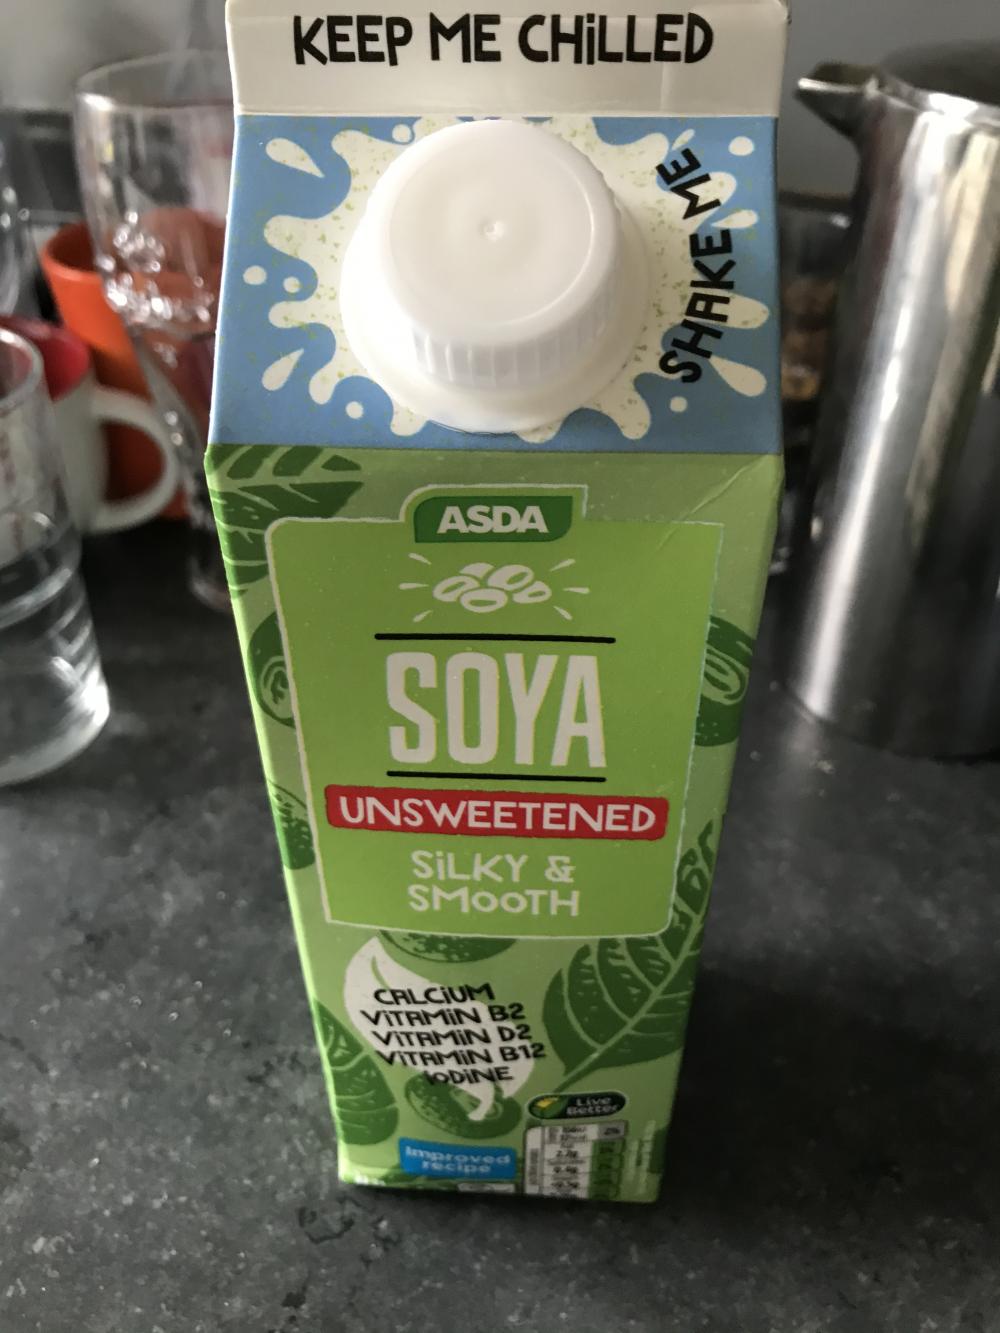 KEEP ME CHiLLED
SHAKE ME
ASDA
SOYA
UNSWEETENED
SiLKY &
SMOOTH
CALCiUM
ViTAMiN B2
ViTAMiN D2
ViTAMiN B12
iODiNE
Live
Better
Improved
recipe